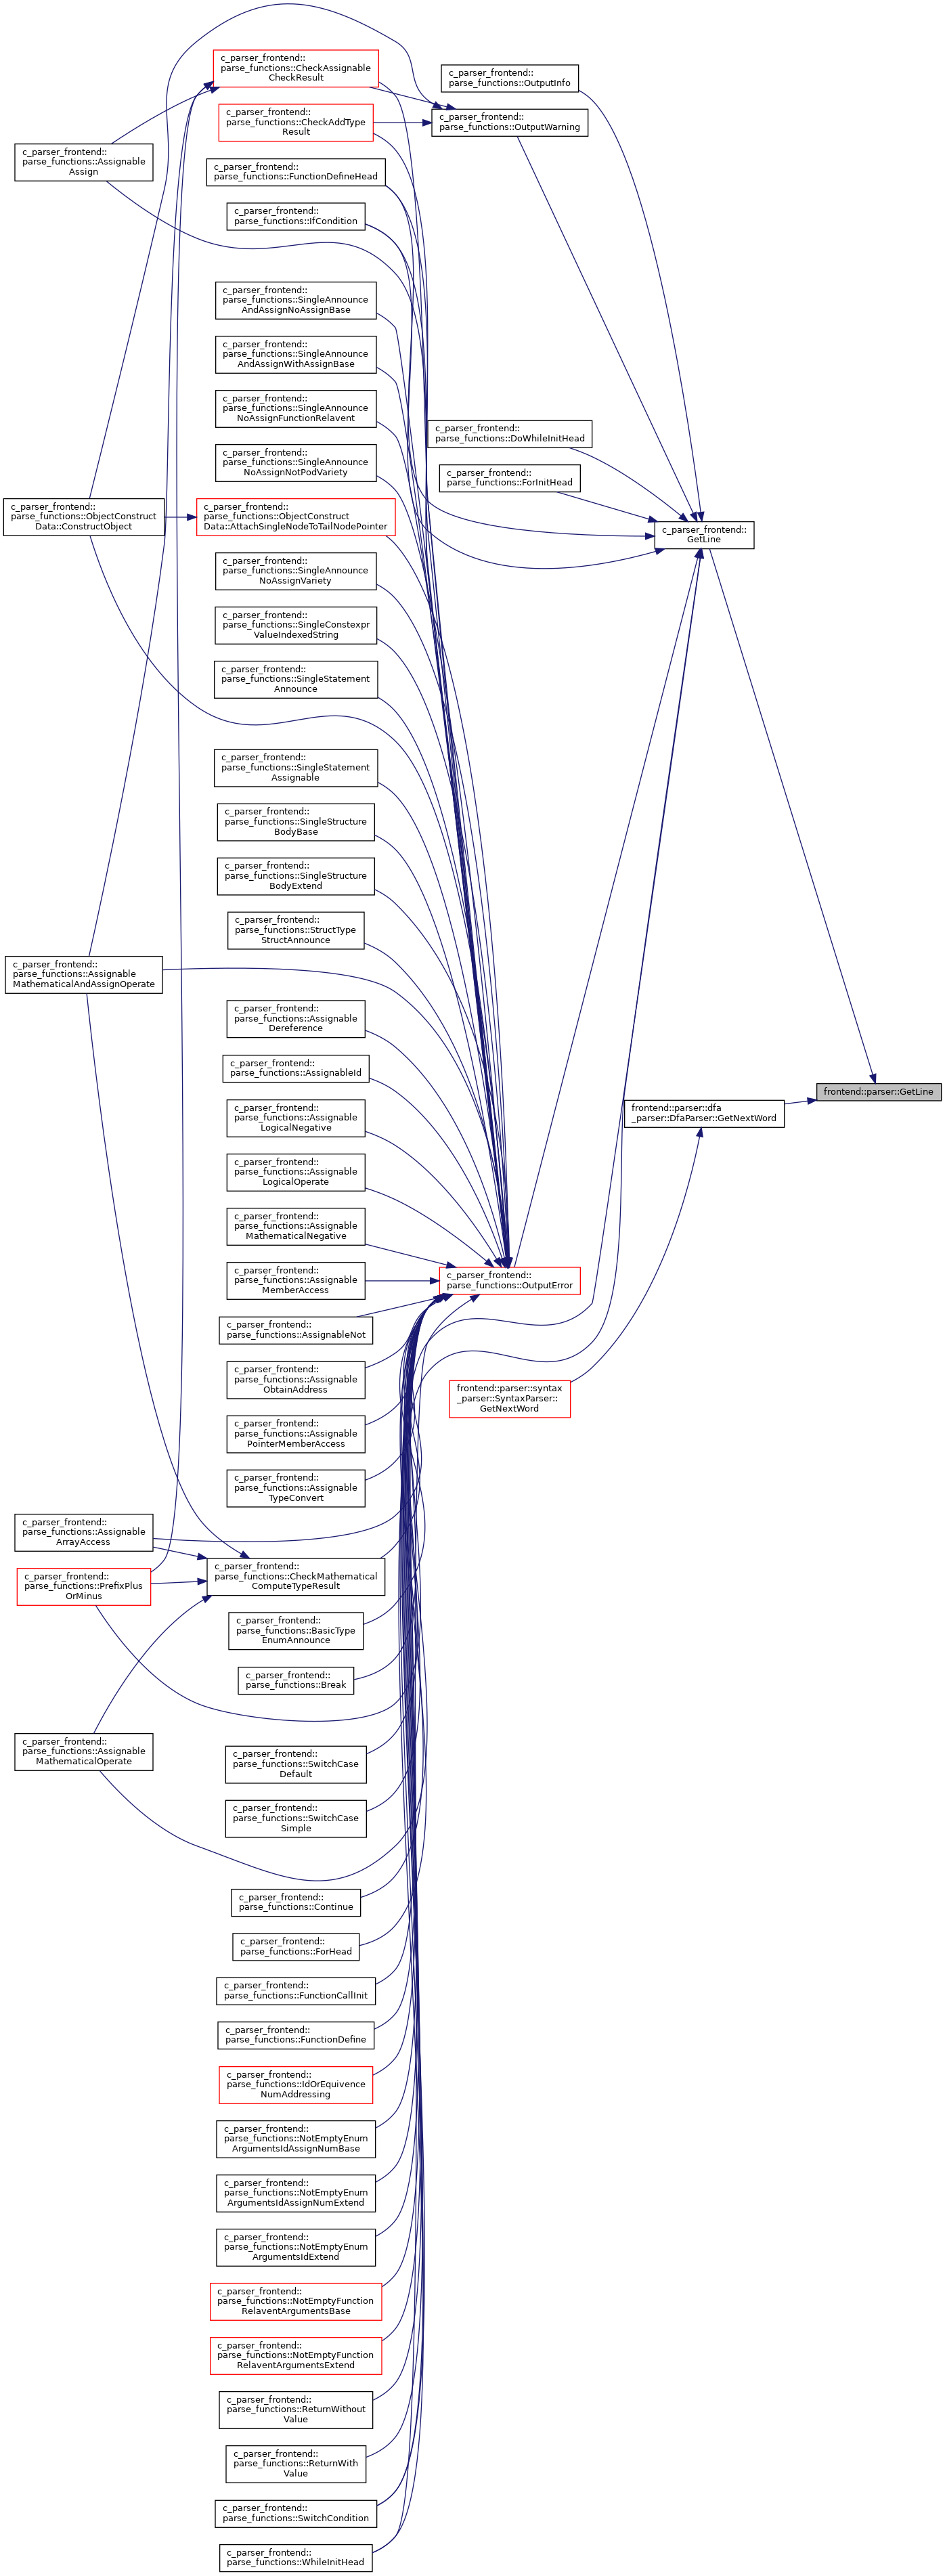 c_parser_frontend::
parse_functions::CheckAssignable
CheckResult
c_parser_frontend::
parse_functions::OutputInfo
c_parser_frontend::
parse_functions::CheckAddType
Result
c_parser_frontend::
parse_functions::OutputWarning
c_parser_frontend::
parse_functions::Assignable
Assign
c_parser_frontend::
parse_functions::FunctionDefineHead
c_parser_frontend::
parse_functions::IfCondition
c_parser_frontend::
parse_functions::SingleAnnounce
AndAssignNoAssignBase
c_parser_frontend::
parse_functions::SingleAnnounce
AndAssignWithAssignBase
c_parser_frontend::
parse_functions::SingleAnnounce
NoAssignFunctionRelavent
c_parser_frontend::
parse_functions::DoWhileInitHead
c_parser_frontend::
parse_functions::SingleAnnounce
NoAssignNotPodVariety
c_parser_frontend::
parse_functions::ForInitHead
c_parser_frontend::
parse_functions::ObjectConstruct
Data::ConstructObject
c_parser_frontend::
parse_functions::ObjectConstruct
Data::AttachSingleNodeToTailNodePointer
c_parser_frontend::
GetLine
c_parser_frontend::
parse_functions::SingleAnnounce
NoAssignVariety
c_parser_frontend::
parse_functions::SingleConstexpr
ValueIndexedString
c_parser_frontend::
parse_functions::SingleStatement
Announce
c_parser_frontend::
parse_functions::SingleStatement
Assignable
c_parser_frontend::
parse_functions::SingleStructure
BodyBase
c_parser_frontend::
parse_functions::SingleStructure
BodyExtend
c_parser_frontend::
parse_functions::StructType
StructAnnounce
c_parser_frontend::
parse_functions::Assignable
MathematicalAndAssignOperate
c_parser_frontend::
parse_functions::Assignable
Dereference
c_parser_frontend::
parse_functions::AssignableId
frontend::parser::GetLine
c_parser_frontend::
parse_functions::Assignable
LogicalNegative
frontend::parser::dfa
_parser::DfaParser::GetNextWord
c_parser_frontend::
parse_functions::Assignable
LogicalOperate
c_parser_frontend::
parse_functions::Assignable
MathematicalNegative
c_parser_frontend::
parse_functions::Assignable
MemberAccess
c_parser_frontend::
parse_functions::OutputError
c_parser_frontend::
parse_functions::AssignableNot
c_parser_frontend::
parse_functions::Assignable
ObtainAddress
frontend::parser::syntax
_parser::SyntaxParser::
GetNextWord
c_parser_frontend::
parse_functions::Assignable
PointerMemberAccess
c_parser_frontend::
parse_functions::Assignable
TypeConvert
c_parser_frontend::
parse_functions::Assignable
ArrayAccess
c_parser_frontend::
parse_functions::PrefixPlus
OrMinus
c_parser_frontend::
parse_functions::CheckMathematical
ComputeTypeResult
c_parser_frontend::
parse_functions::BasicType
EnumAnnounce
c_parser_frontend::
parse_functions::Break
c_parser_frontend::
parse_functions::Assignable
MathematicalOperate
c_parser_frontend::
parse_functions::SwitchCase
Default
c_parser_frontend::
parse_functions::SwitchCase
Simple
c_parser_frontend::
parse_functions::Continue
c_parser_frontend::
parse_functions::ForHead
c_parser_frontend::
parse_functions::FunctionCallInit
c_parser_frontend::
parse_functions::FunctionDefine
c_parser_frontend::
parse_functions::IdOrEquivence
NumAddressing
c_parser_frontend::
parse_functions::NotEmptyEnum
ArgumentsIdAssignNumBase
c_parser_frontend::
parse_functions::NotEmptyEnum
ArgumentsIdAssignNumExtend
c_parser_frontend::
parse_functions::NotEmptyEnum
ArgumentsIdExtend
c_parser_frontend::
parse_functions::NotEmptyFunction
RelaventArgumentsBase
c_parser_frontend::
parse_functions::NotEmptyFunction
RelaventArgumentsExtend
c_parser_frontend::
parse_functions::ReturnWithout
Value
c_parser_frontend::
parse_functions::ReturnWith
Value
c_parser_frontend::
parse_functions::SwitchCondition
c_parser_frontend::
parse_functions::WhileInitHead